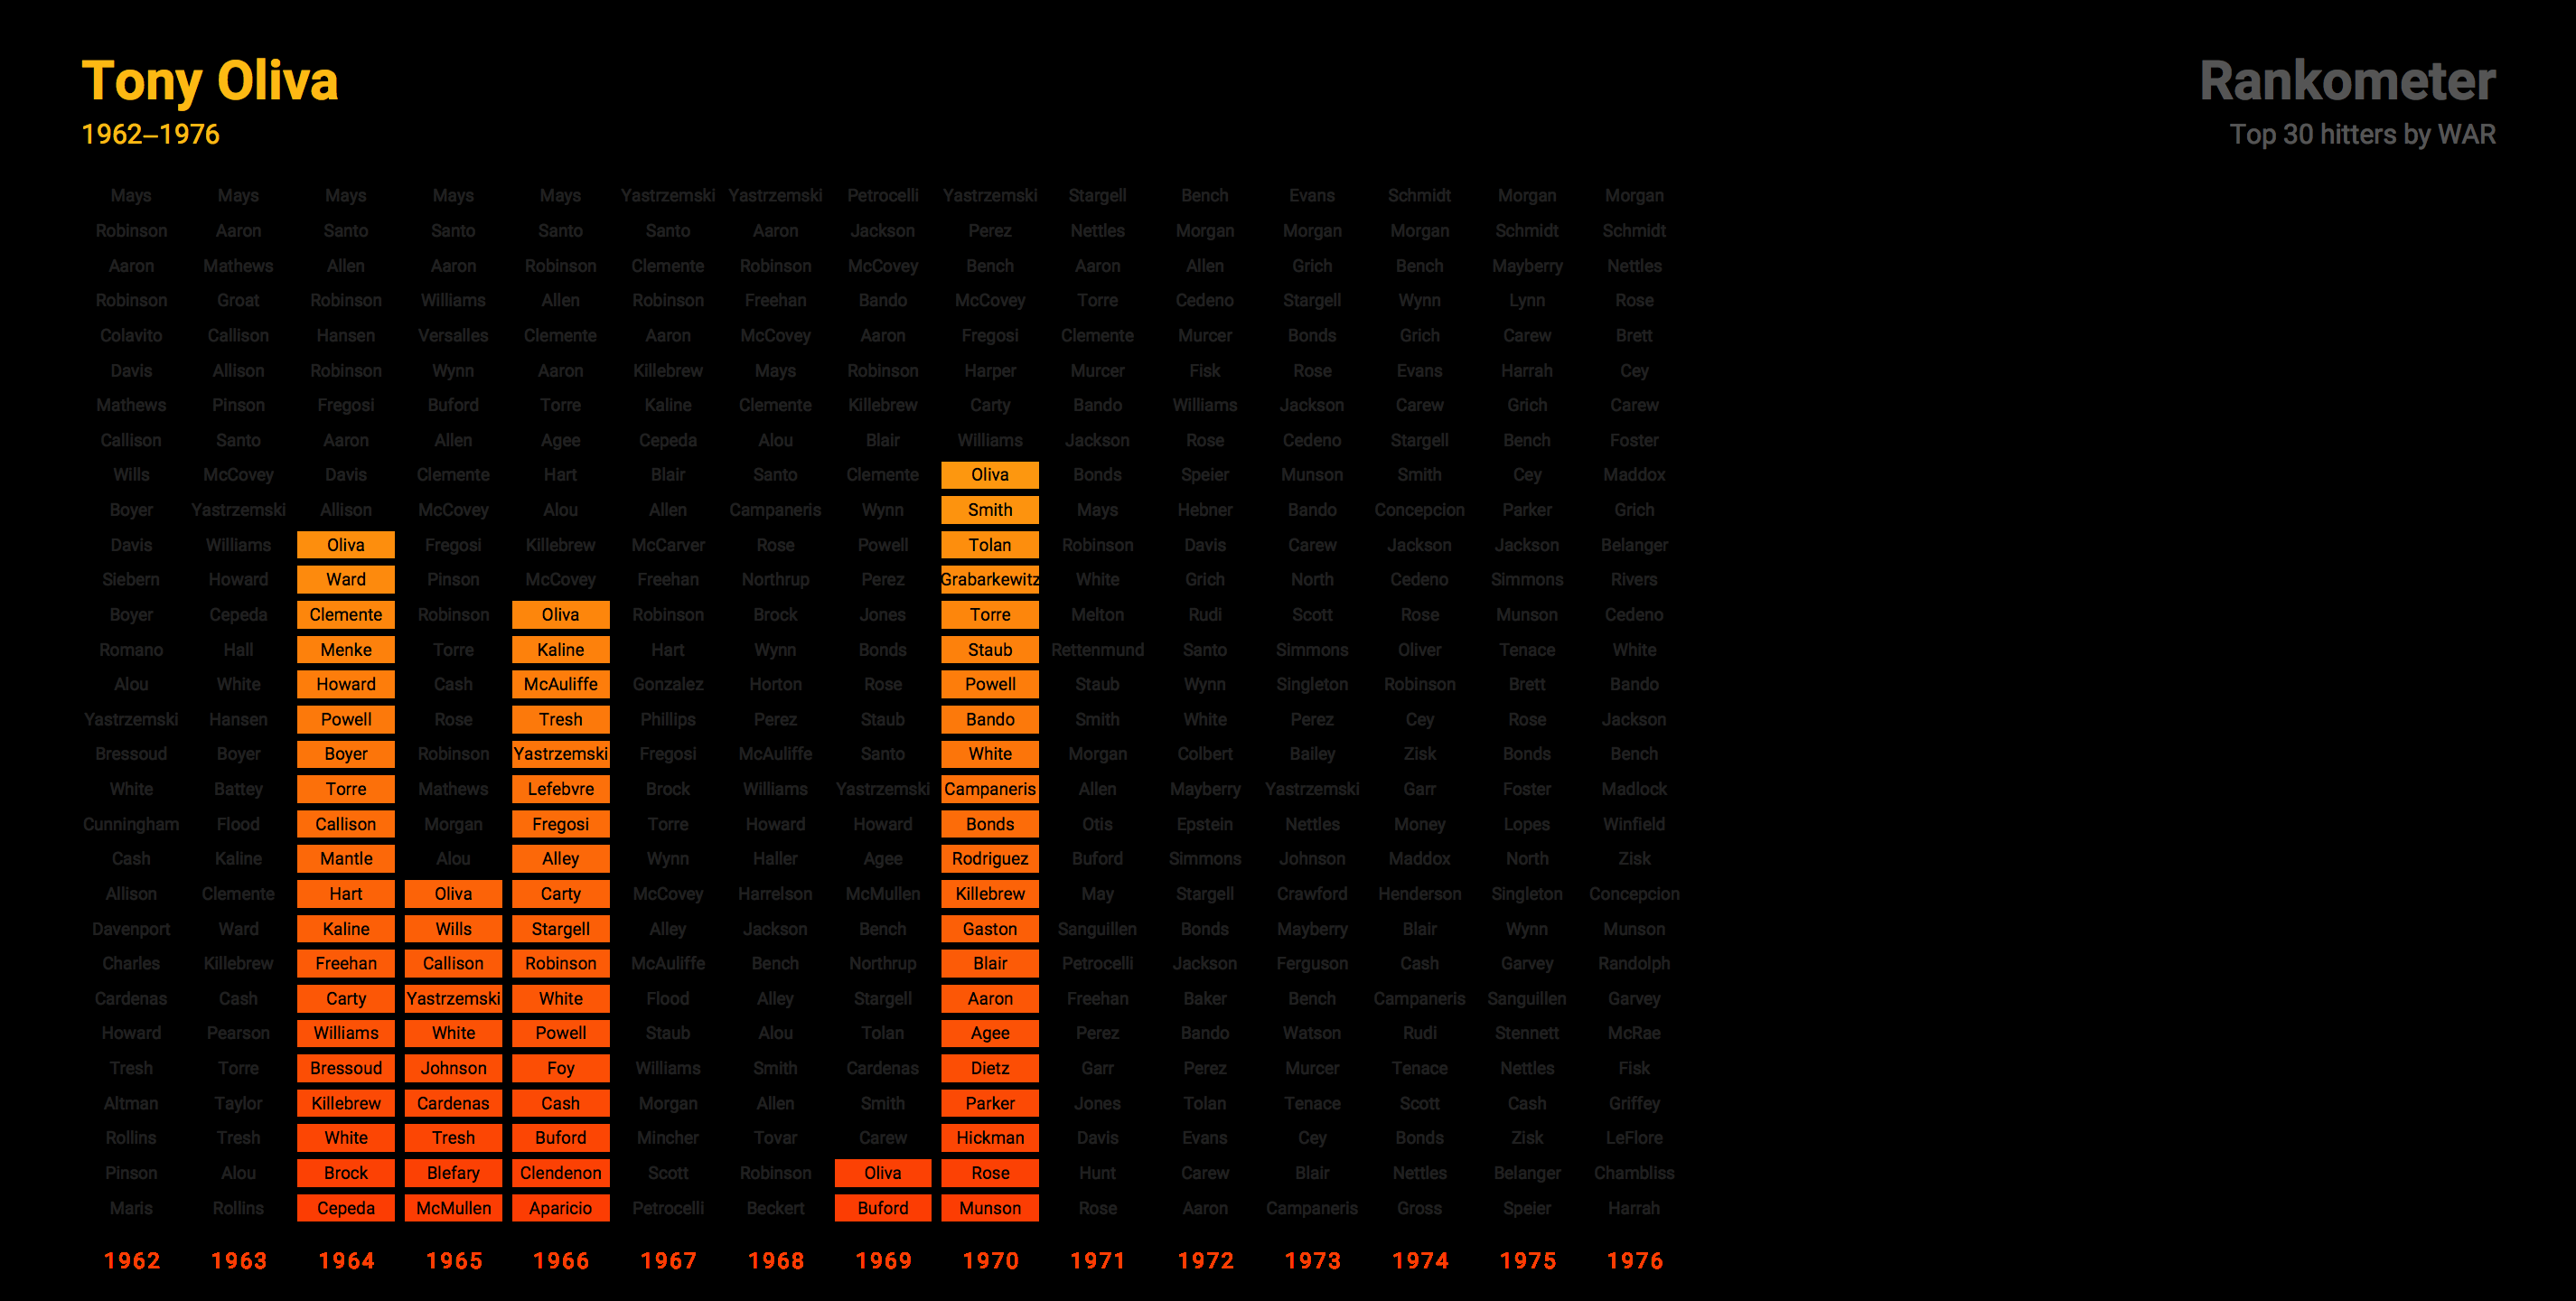 Tony Oliva
1962–1976
Rankometer
Top 30 hitters by WAR
Mays Mays Mays Mays Mays Yastrzemski Yastrzemski Petrocelli Yastrzemski Stargell Bench Evans Schmidt Morgan Morgan
Robinson Aaron Santo Santo Santo Santo Aaron Jackson Perez Nettles Morgan Morgan Morgan Schmidt Schmidt
Aaron Mathews Allen Aaron Robinson Clemente Robinson McCovey Bench Aaron Allen Grich Bench Mayberry Nettles
Robinson Groat Robinson Williams Allen Robinson Freehan Bando McCovey Torre Cedeno Stargell Wynn Lynn Rose
Colavito Callison Hansen Versalles Clemente Aaron McCovey Aaron Fregosi Clemente Murcer Bonds Grich Carew Brett
Davis Allison Robinson Wynn Aaron Killebrew Mays Robinson Harper Murcer Fisk Rose Evans Harrah Cey
Mathews Pinson Fregosi Buford Torre Kaline Clemente Killebrew Carty Bando Williams Jackson Carew Grich Carew
Callison Santo Aaron Allen Agee Cepeda Alou Blair Williams Jackson Rose Cedeno Stargell Bench Foster
Wills McCovey Davis Clemente Hart Blair Santo Clemente Oliva Bonds Speier Munson Smith Cey Maddox
Boyer Yastrzemski Allison McCovey Alou Allen Campaneris Wynn Smith Mays Hebner Bando Concepcion Parker Grich
Davis Williams Oliva Fregosi Killebrew McCarver Rose Powell Tolan Robinson Davis Carew Jackson Jackson Belanger
Siebern Howard Ward Pinson McCovey Freehan Northrup Perez Grabarkewitz White Grich North Cedeno Simmons Rivers
Boyer Cepeda Clemente Robinson Oliva Robinson Brock Jones Torre Melton Rudi Scott Rose Munson Cedeno
Romano Hall Menke Torre Kaline Hart Wynn Bonds Staub Rettenmund Santo Simmons Oliver Tenace White
Alou White Howard Cash McAuliffe Gonzalez Horton Rose Powell Staub Wynn Singleton Robinson Brett Bando
Yastrzemski Hansen Powell Rose Tresh Phillips Perez Staub Bando Smith White Perez Cey Rose Jackson
Bressoud Boyer Boyer Robinson Yastrzemski Fregosi McAuliffe Santo White Morgan Colbert Bailey Zisk Bonds Bench
White Battey Torre Mathews Lefebvre Brock Williams Yastrzemski Campaneris Allen Mayberry Yastrzemski Garr Foster Madlock
Cunningham Flood Callison Morgan Fregosi Torre Howard Howard Bonds Otis Epstein Nettles Money Lopes Winfield
Cash Kaline Mantle Alou Alley Wynn Haller Agee Rodriguez Buford Simmons Johnson Maddox North Zisk
Allison Clemente Hart Oliva Carty McCovey Harrelson McMullen Killebrew May Stargell Crawford Henderson Singleton Concepcion
Davenport Ward Kaline Wills Stargell Alley Jackson Bench Gaston Sanguillen Bonds Mayberry Blair Wynn Munson
Charles Killebrew Freehan Callison Robinson McAuliffe Bench Northrup Blair Petrocelli Jackson Ferguson Cash Garvey Randolph
Cardenas Cash Carty Yastrzemski White Flood Alley Stargell Aaron Freehan Baker Bench Campaneris Sanguillen Garvey
Howard Pearson Williams White Powell Staub Alou Tolan Agee Perez Bando Watson Rudi Stennett McRae
Tresh Torre Bressoud Johnson Foy Williams Smith Cardenas Dietz Garr Perez Murcer Tenace Nettles Fisk
Altman Taylor Killebrew Cardenas Cash Morgan Allen Smith Parker Jones Tolan Tenace Scott Cash Griffey
Rollins Tresh White Tresh Buford Mincher Tovar Carew Hickman Davis Evans Cey Bonds Zisk LeFlore
Pinson Alou Brock Blefary Clendenon Scott Robinson Oliva Rose Hunt Carew Blair Nettles Belanger Chambliss
Maris Rollins Cepeda McMullen Aparicio Petrocelli Beckert Buford Munson Rose Aaron Campaneris Gross Speier Harrah
1962 1963 1964 1965 1966 1967 1968 1969 1970 1971 1972 1973 1974 1975 1976